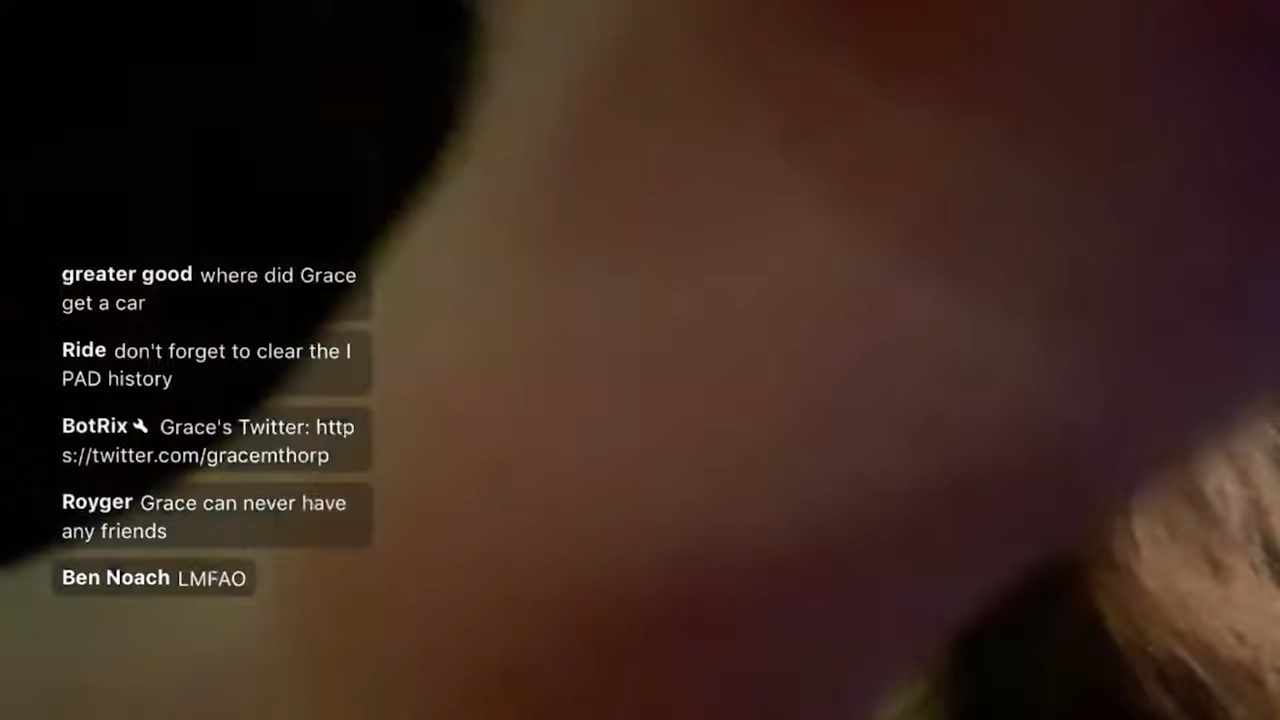 greater good where did Grace
get a car
Ride don't forget to clear the I
PAD history
BotRix Grace's Twitter: http
s://twitter.com/gracemthorp
Royger Grace can never have
any friends
Ben Noach LMFAO